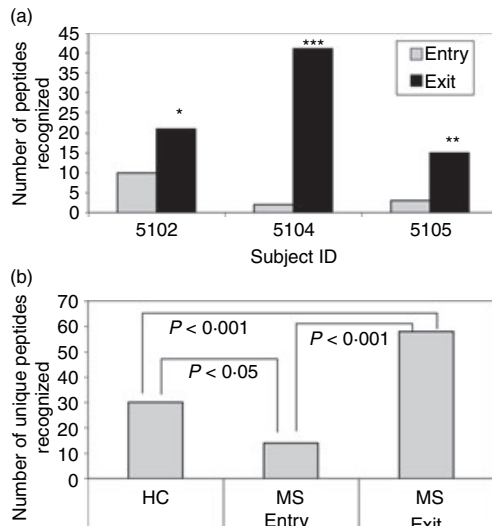 (a)
45
40
35
30
25
20
15
10
5
0
Number of peptides
recognized
*
***
**
Entry
Exit
5102 5104 5105
Subject ID
(b)
70
60
50
40
30
20
10
0
Number of unique peptides
recognized
P < 0·001
P < 0·001
P < 0·05
HC MS MS
Entry Exit